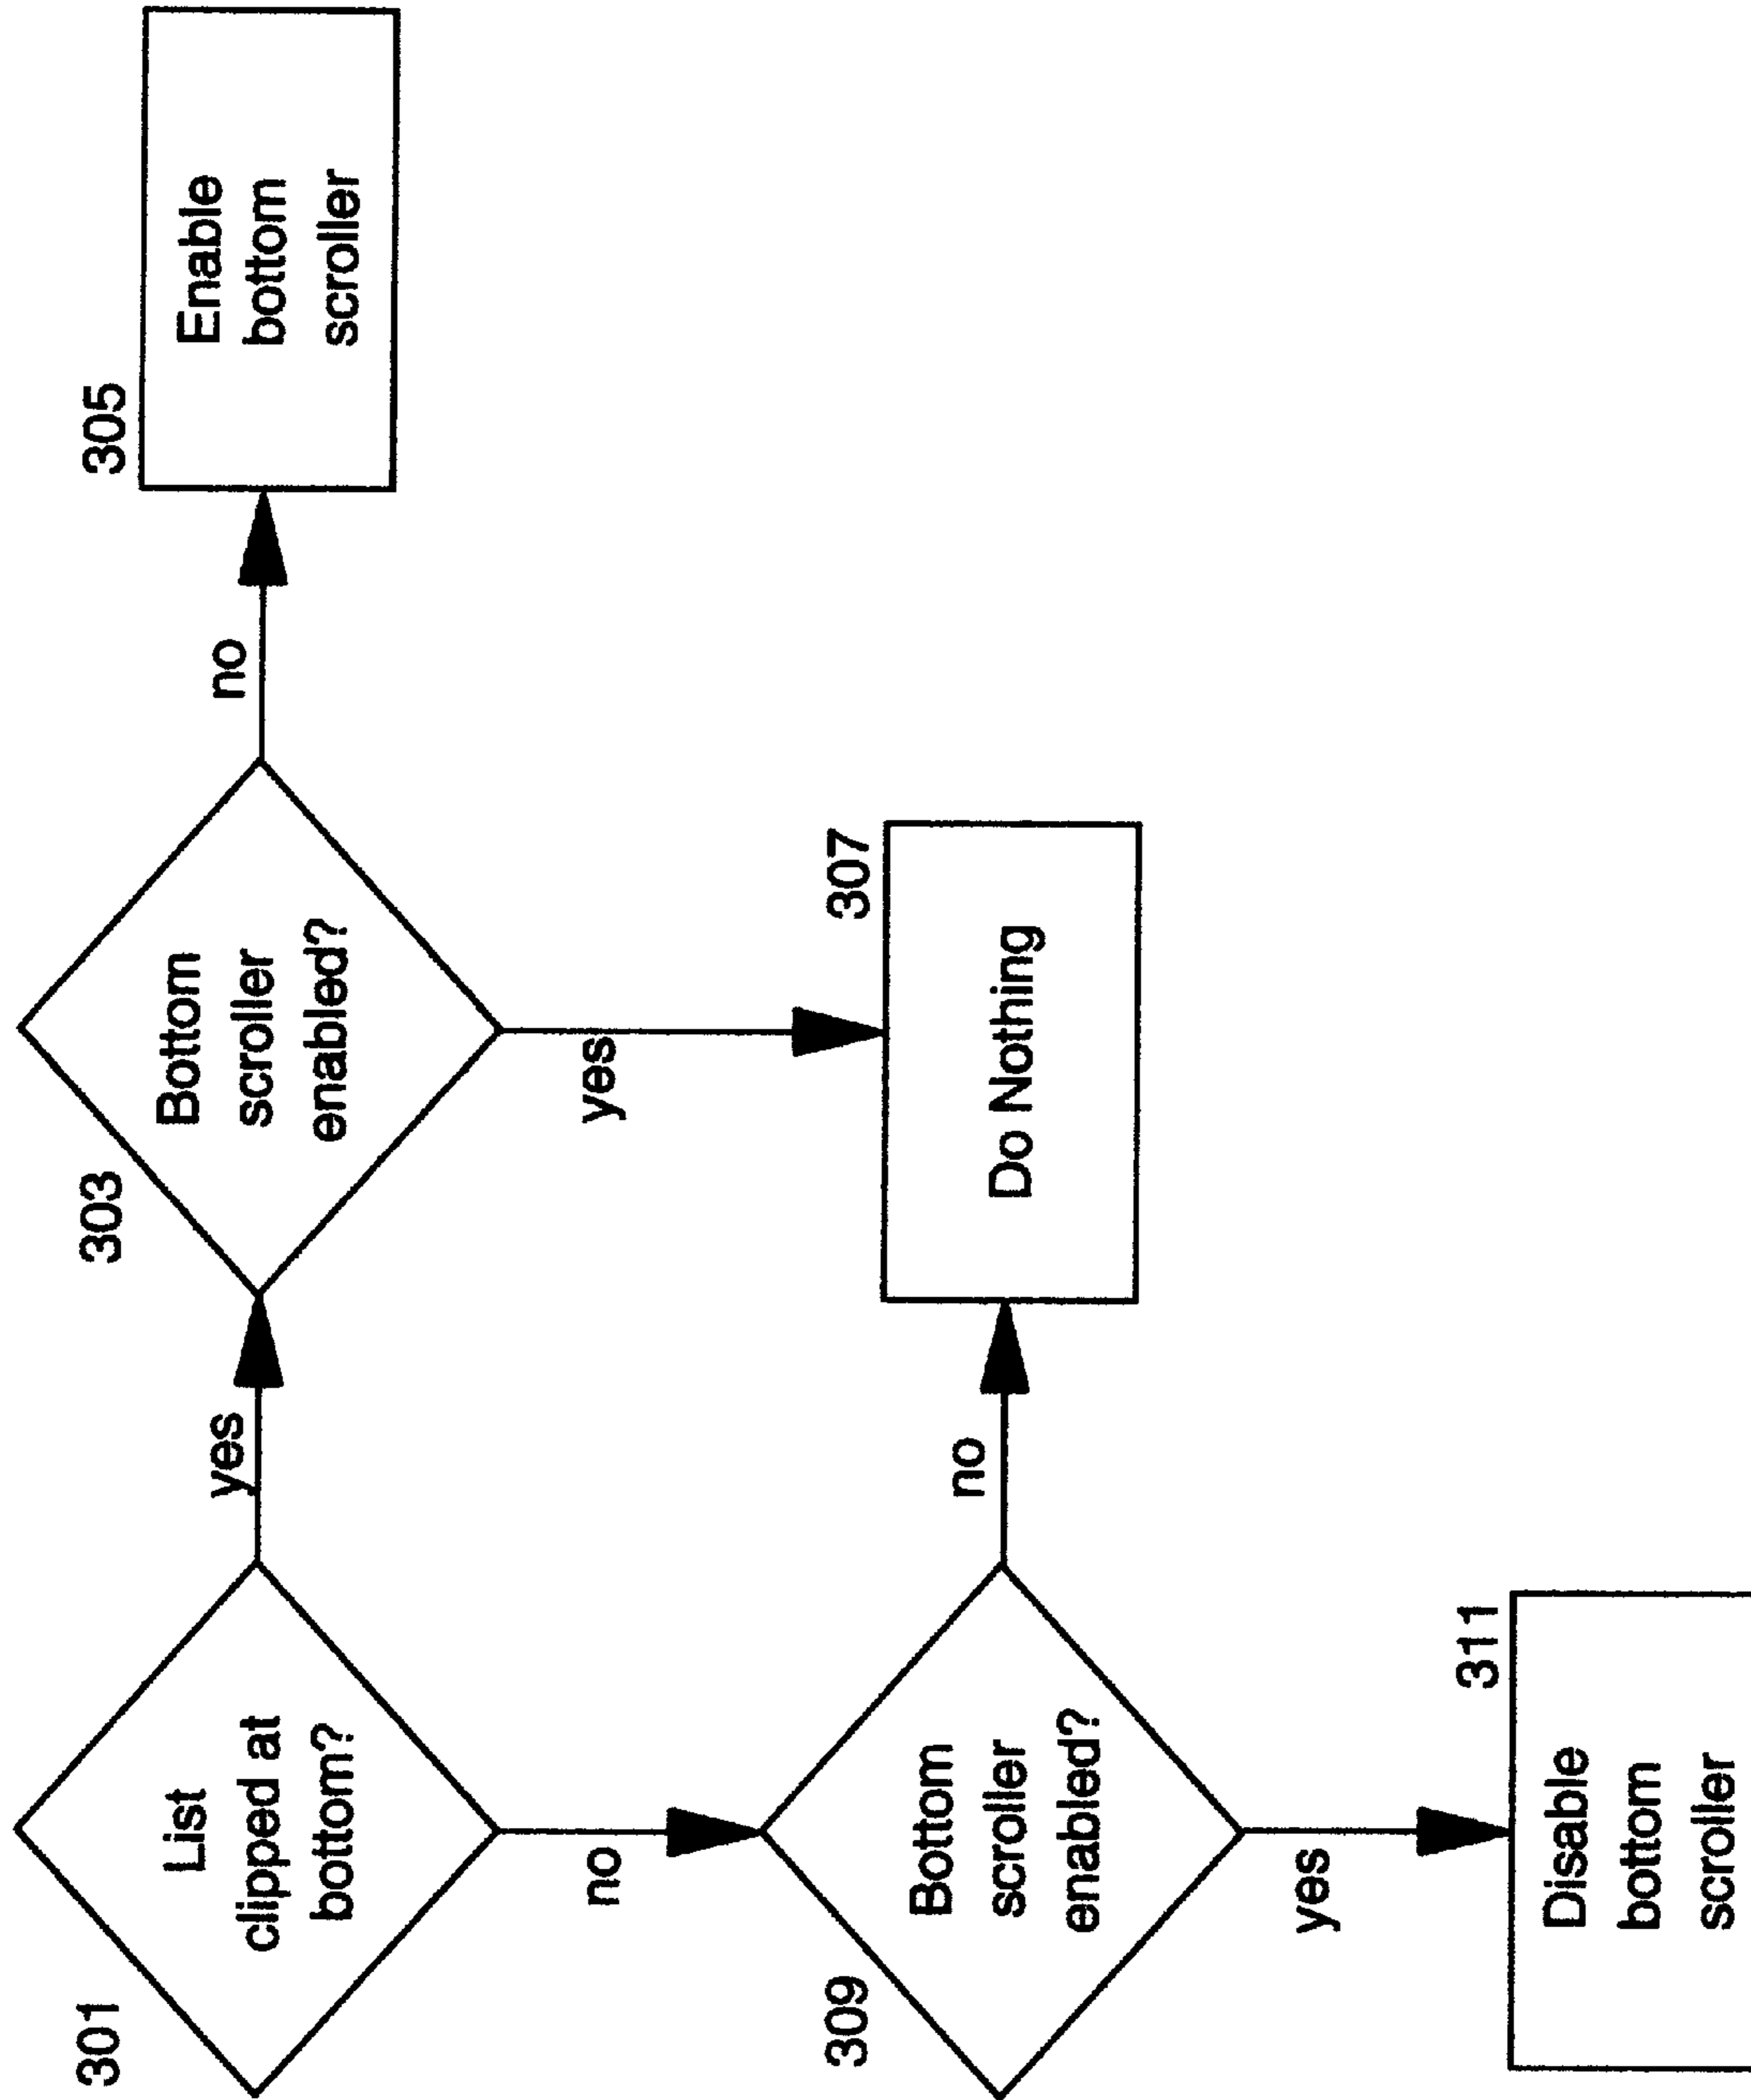 301
List
clipped at
bottom?
yes
303
Bottom
scroller
enabled?
no
305
Enable
bottom
scroller
no
yes
309
Bottom
scroller
enabled?
no
307
Do Nothing
yes
311
Disable
bottom
scroller